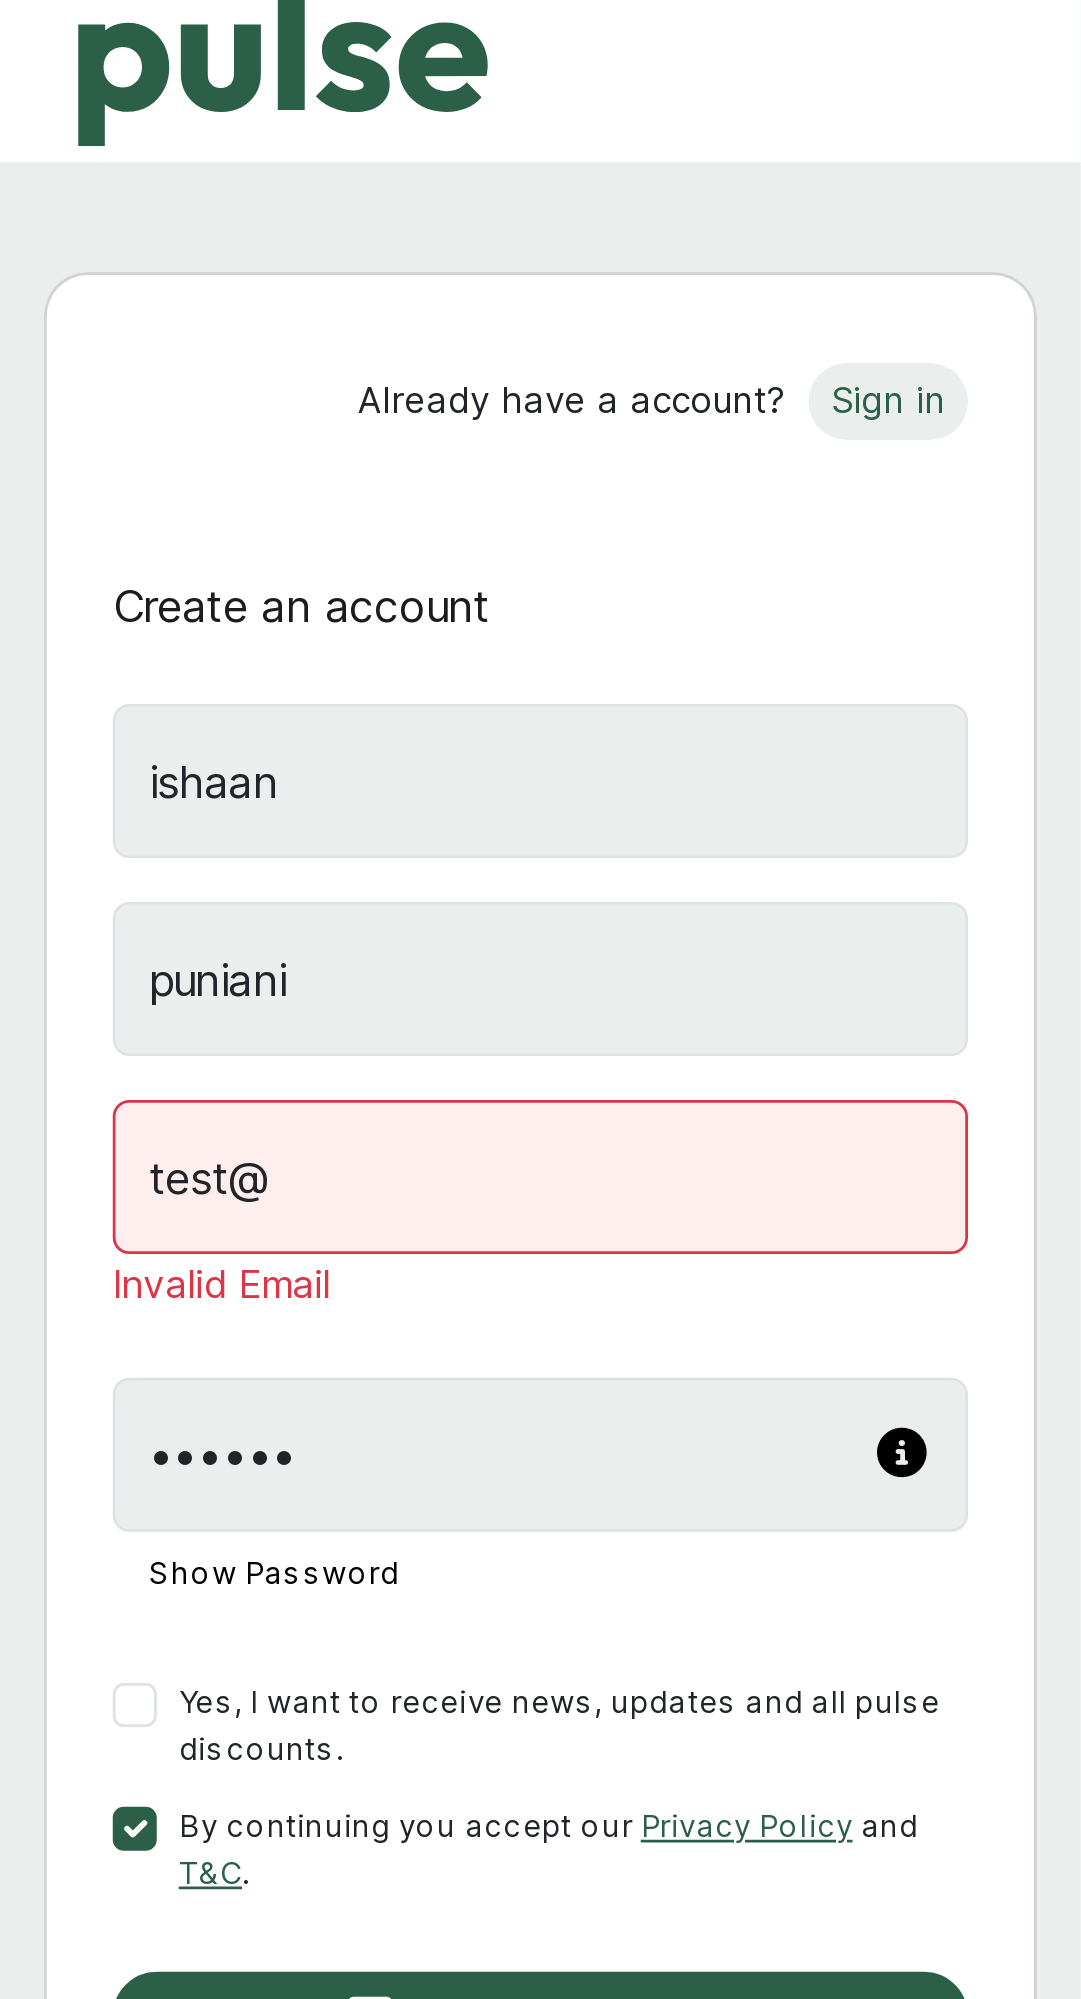 pulse
Already have a account? Sign in
Create an account
ishaan
puniani
test@
Invalid Email
••••••
Show Password
Yes, I want to receive news, updates and all pulse
discounts.
By continuing you accept our Privacy Policy and
T&C.